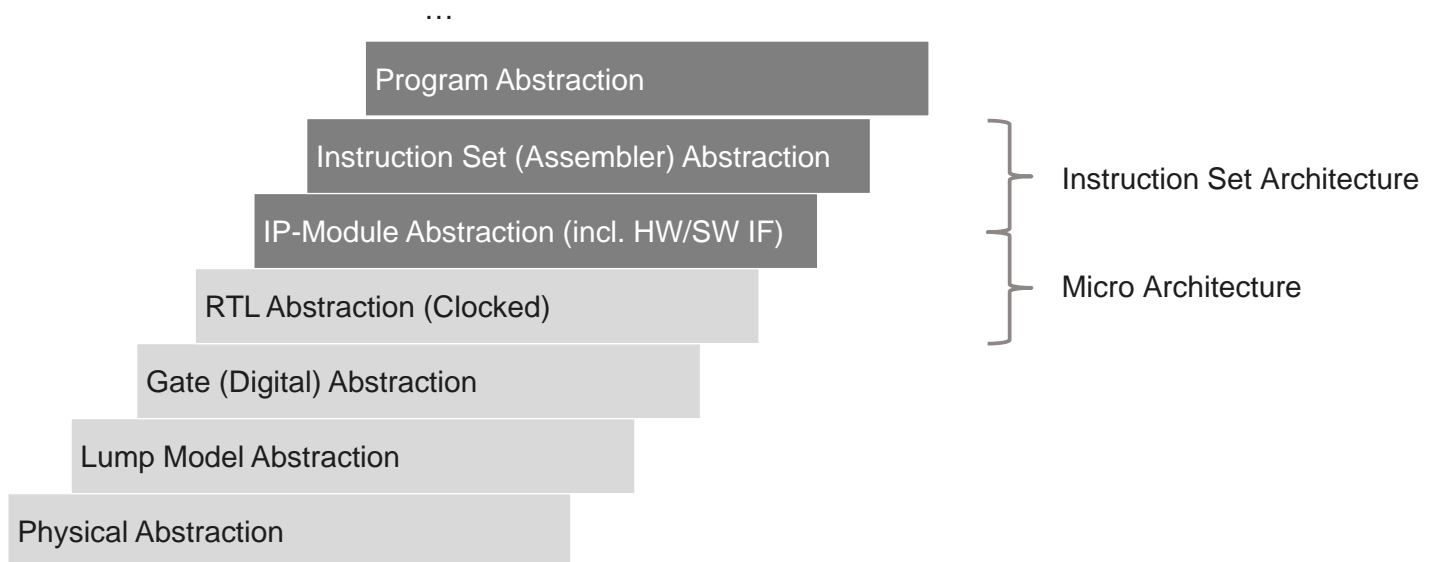 …
Program Abstraction
Instruction Set (Assembler) Abstraction
Instruction Set Architecture
IP-Module Abstraction (incl. HW/SW IF)
RTL Abstraction (Clocked)
Micro Architecture
Gate (Digital) Abstraction
Lump Model Abstraction
Physical Abstraction